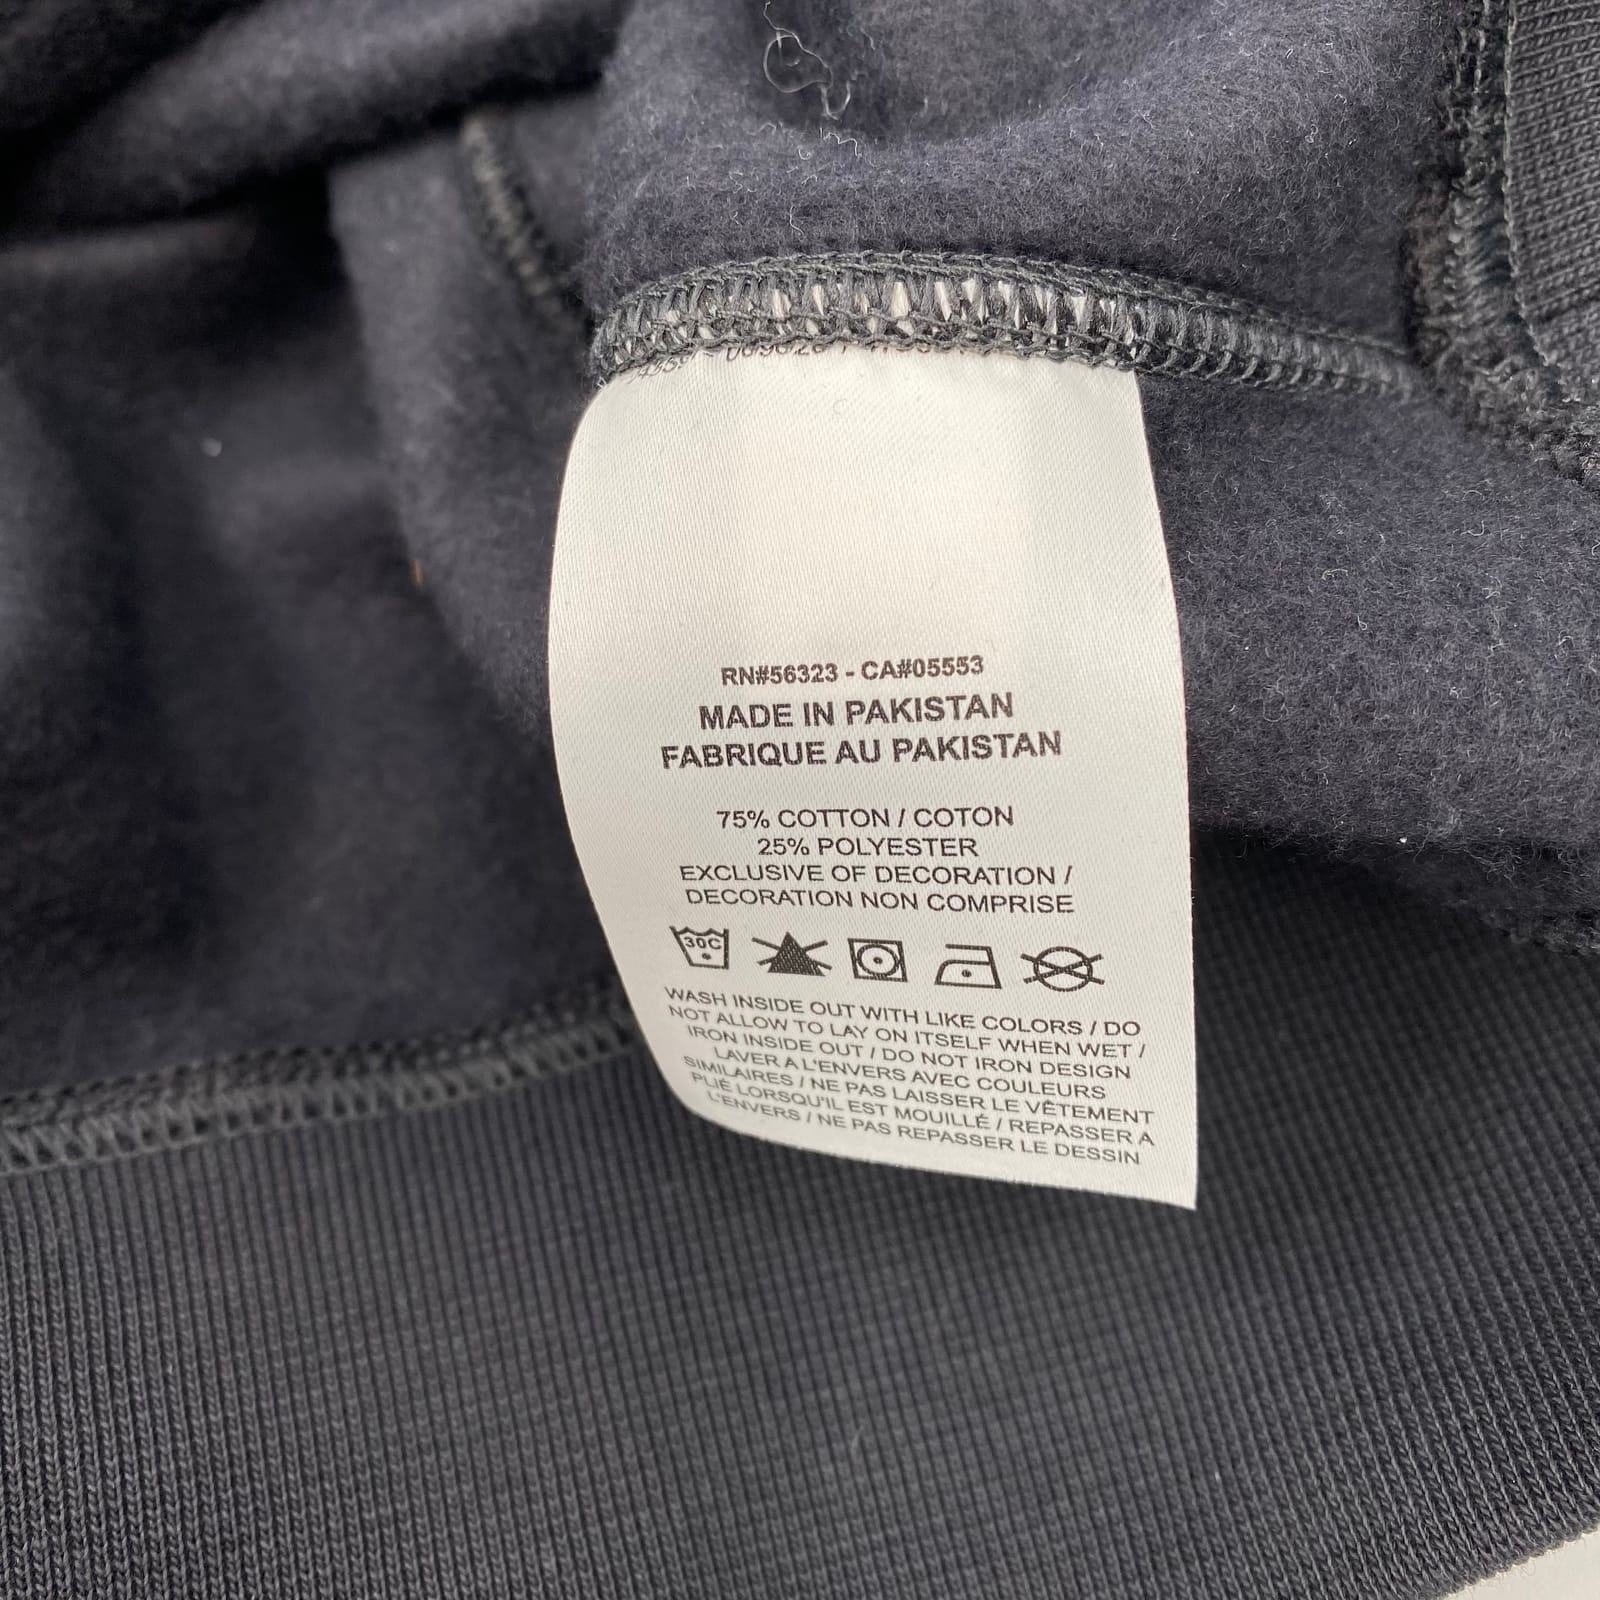 RN#56323 - CA#05553
MADE IN PAKISTAN
FABRIQUE AU PAKISTAN
75% COTTON / COTON
25% POLYESTER
EXCLUSIVE OF DECORATION /
DECORATION NON COMPRISE
30C
WASH INSIDE OUT WITH LIKE COLORS / DO
NOT ALLOW TO LAY ON ITSELF WHEN WET /
IRON INSIDE OUT / DO NOT IRON DESIGN
LAVER A L'ENVERS AVEC COULEURS
SIMILAIRES / NE PAS LAISSER LE VÊTEMENT
PLIÉ LORSQU'IL EST MOUILLÉ / REPASSER A
L'ENVERS / NE PAS REPASSER LE DESSIN